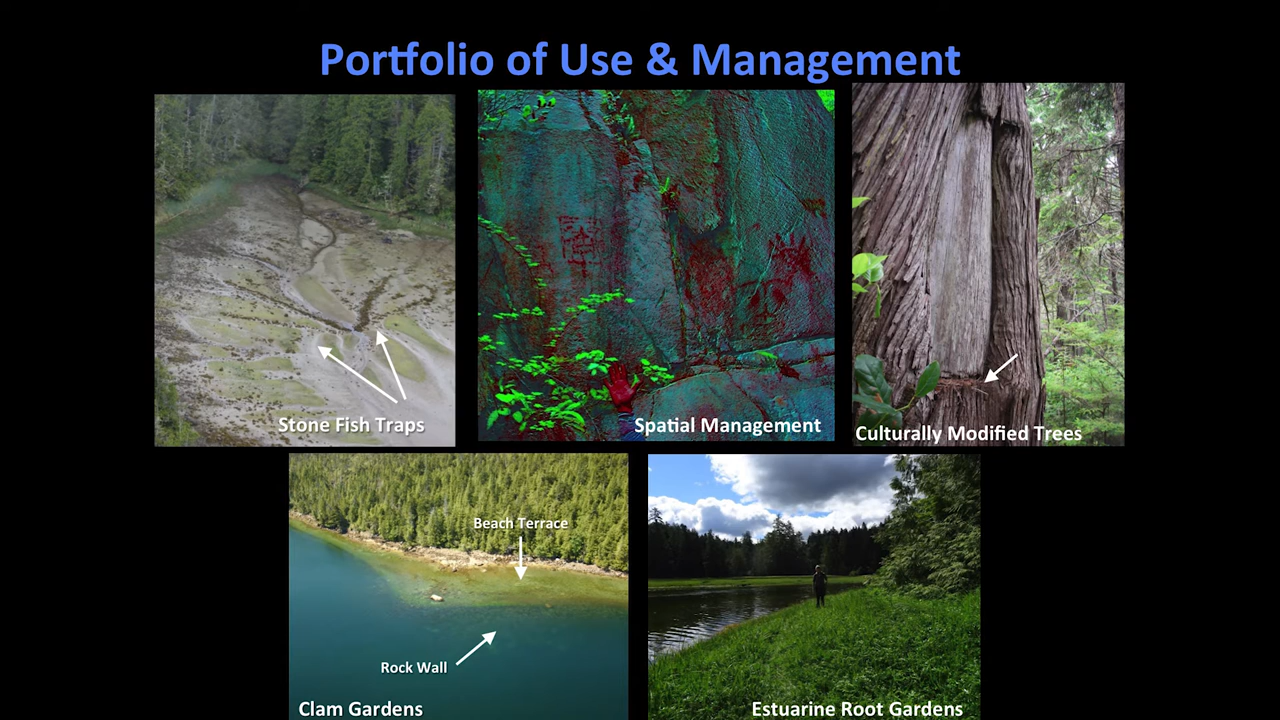 Portfolio of Use & Management
Stone Fish Traps
Spatial Management
Culturally Modified Trees
Beach Terrace
Rock Wall
Clam Gardens
Estuarine Root Gardens